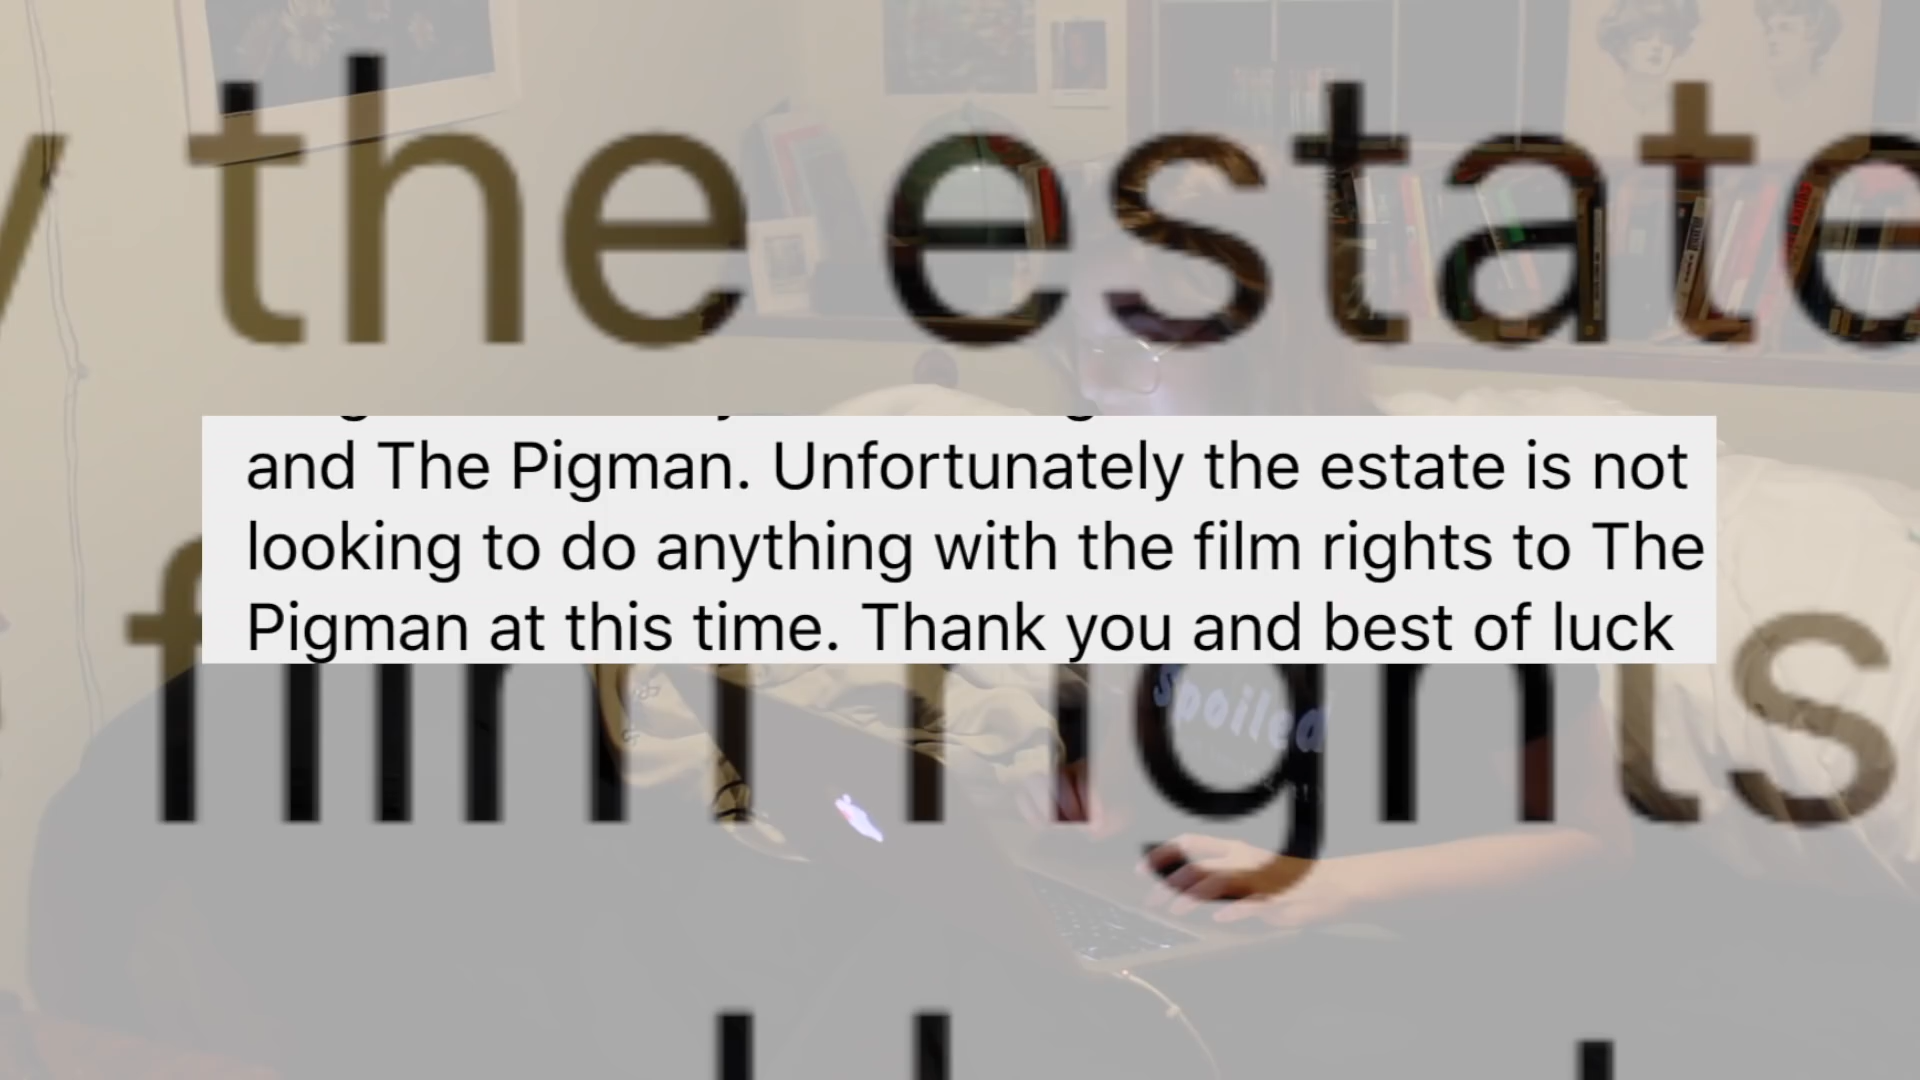 the estate
and The Pigman. Unfortunately the estate is not
looking to do anything with the film rights to The
Pigman at this time. Thank you and best of luck
film rights
spoiled